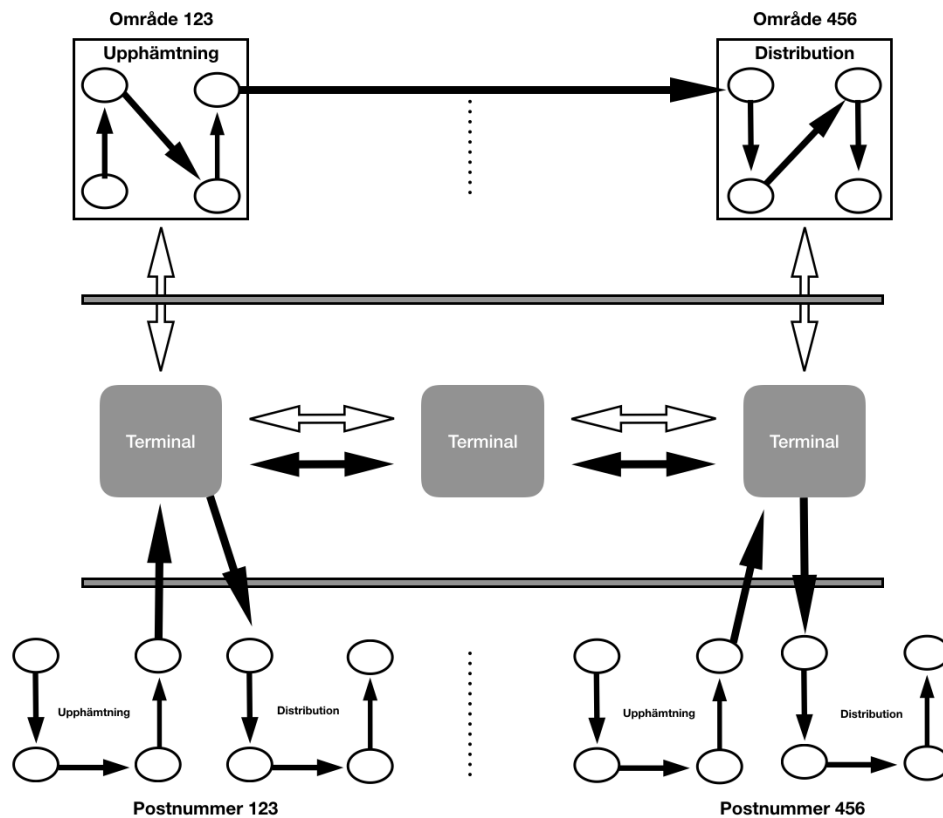 Område 123
Område 456
Upphämtning
Distribution
Terminal
Terminal
Terminal
Upphämtning
Distribution
Upphämtning
Distribution
Postnummer 123
Postnummer 456